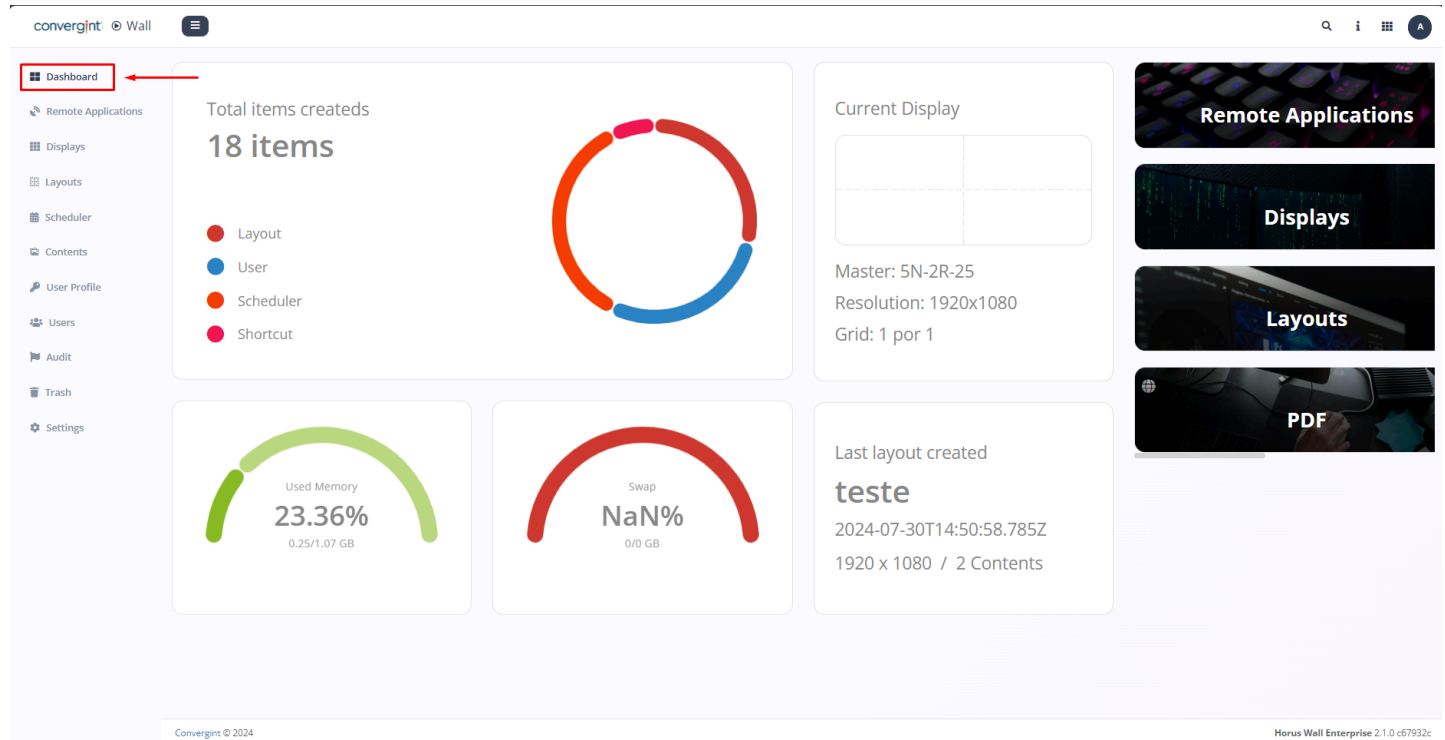 convergint Wall
A
Dashboard
Remote Applications
Displays
Layouts
Scheduler
Contents
User Profile
Users
Audit
Trash
Settings
Total items createds
18 items
Layout
User
Scheduler
Shortcut
Current Display
Master: 5N-2R-25
Resolution: 1920x1080
Grid: 1 por 1
Remote Applications
Displays
Layouts
PDF
Used Memory
23.36%
0.25/1.07 GB
Swap
NaN%
0/0 GB
Last layout created
teste
2024-07-30T14:50:58.785Z
1920 x 1080 / 2 Contents
Convergint © 2024
Horus Wall Enterprise 2.1.0 c67932c